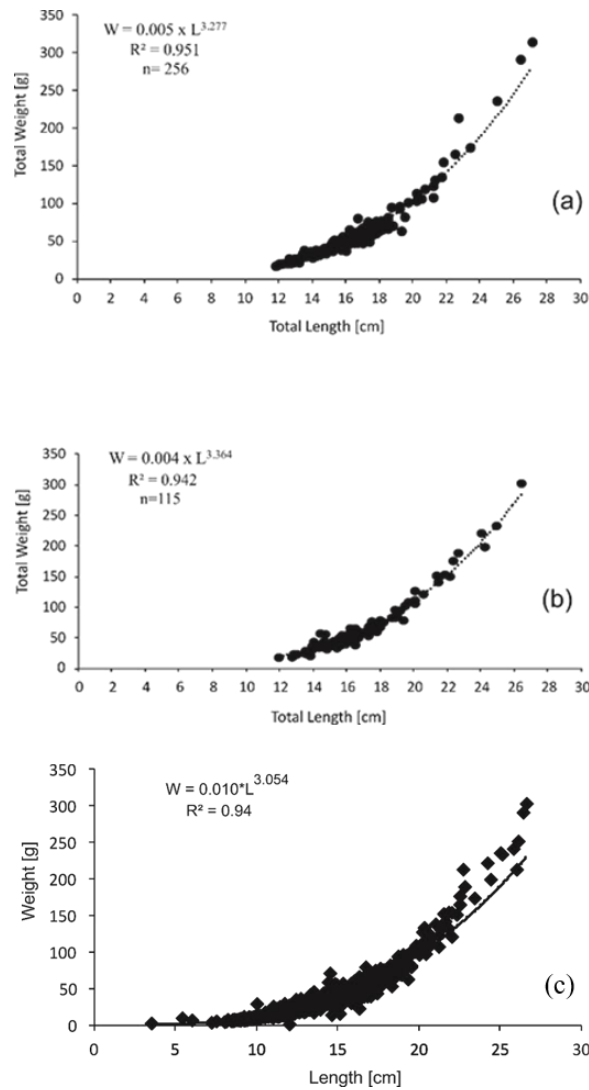 W = 0.005 x L^3.277
R² = 0.951
n= 256
350
300
250
200
150
100
50
0
Total Weight [g]
(a)
0 2 4 6 8 10 12 14 16 18 20 22 24 26 28 30
Total Length [cm]
W = 0.004 x L^3.364
R² = 0.942
n=115
350
300
250
200
150
100
50
0
Total Weight [g]
(b)
0 2 4 6 8 10 12 14 16 18 20 22 24 26 28 30
Total Length [cm]
W = 0.010*L^3.054
R² = 0.94
350
300
250
200
150
100
50
0
Weight [g]
(c)
0 5 10 15 20 25 30
Length [cm]